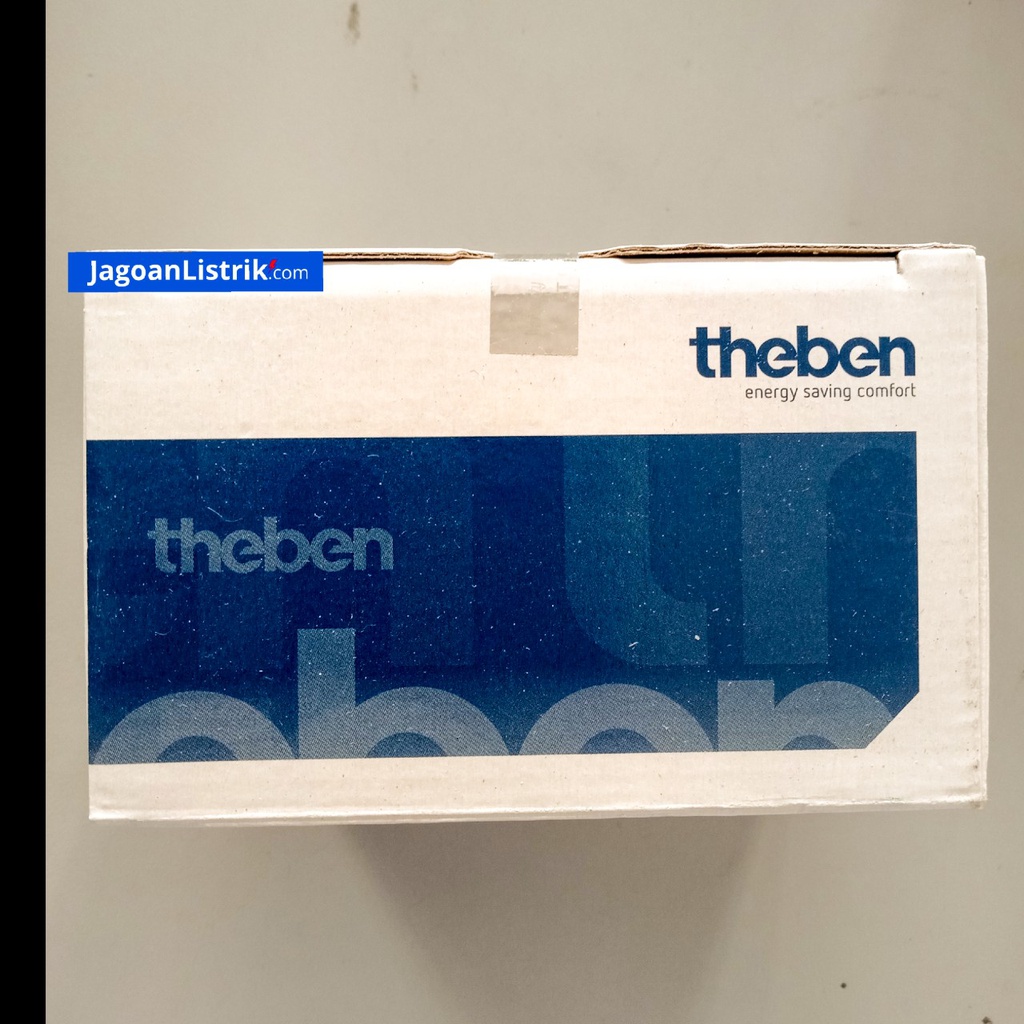 JagoanListrik.com
theben
energy saving comfort
theben